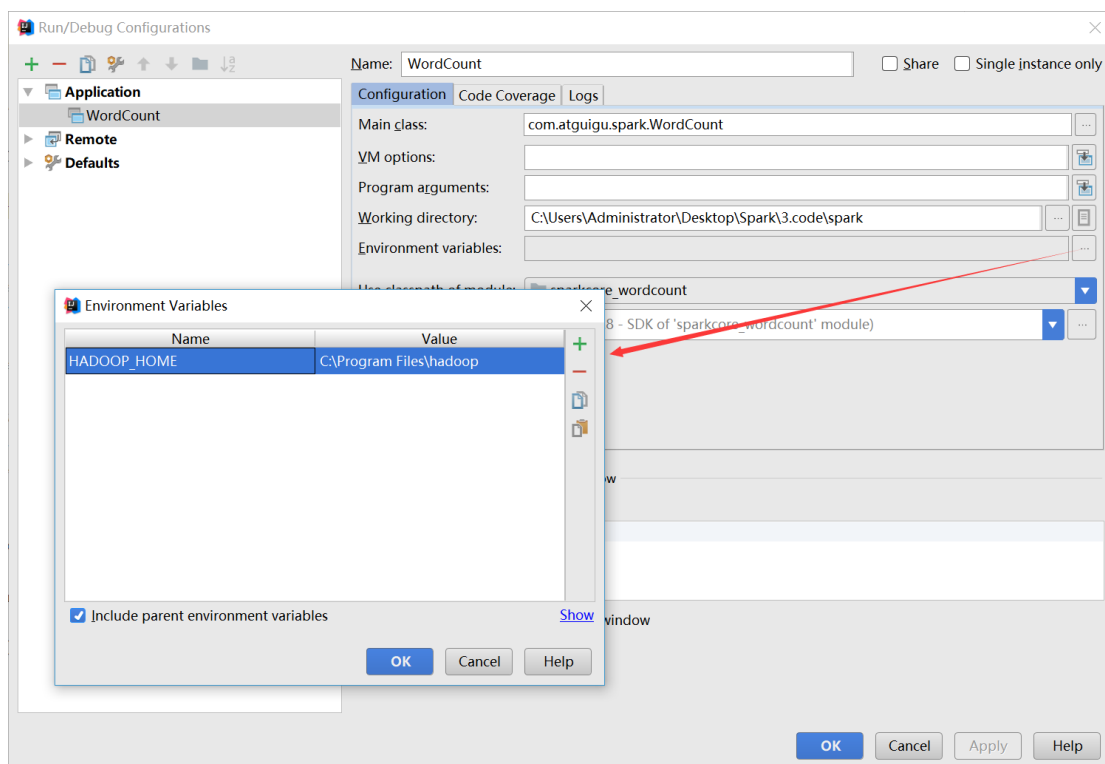 Run/Debug Configurations
Name: WordCount Share Single instance only
Application
WordCount
Remote
Defaults
Configuration Code Coverage Logs
Main class: com.atguigu.spark.WordCount ...
VM options:
Program arguments:
Working directory: C:\Users\Administrator\Desktop\Spark\3.code\spark ...
Environment variables: ...
sparkcore_wordcount
8 - SDK of 'sparkcore_wordcount' module) ...
Environment Variables
Name Value
HADOOP_HOME C:\Program Files\hadoop
Include parent environment variables Show
OK Cancel Help
window
OK Cancel Apply Help